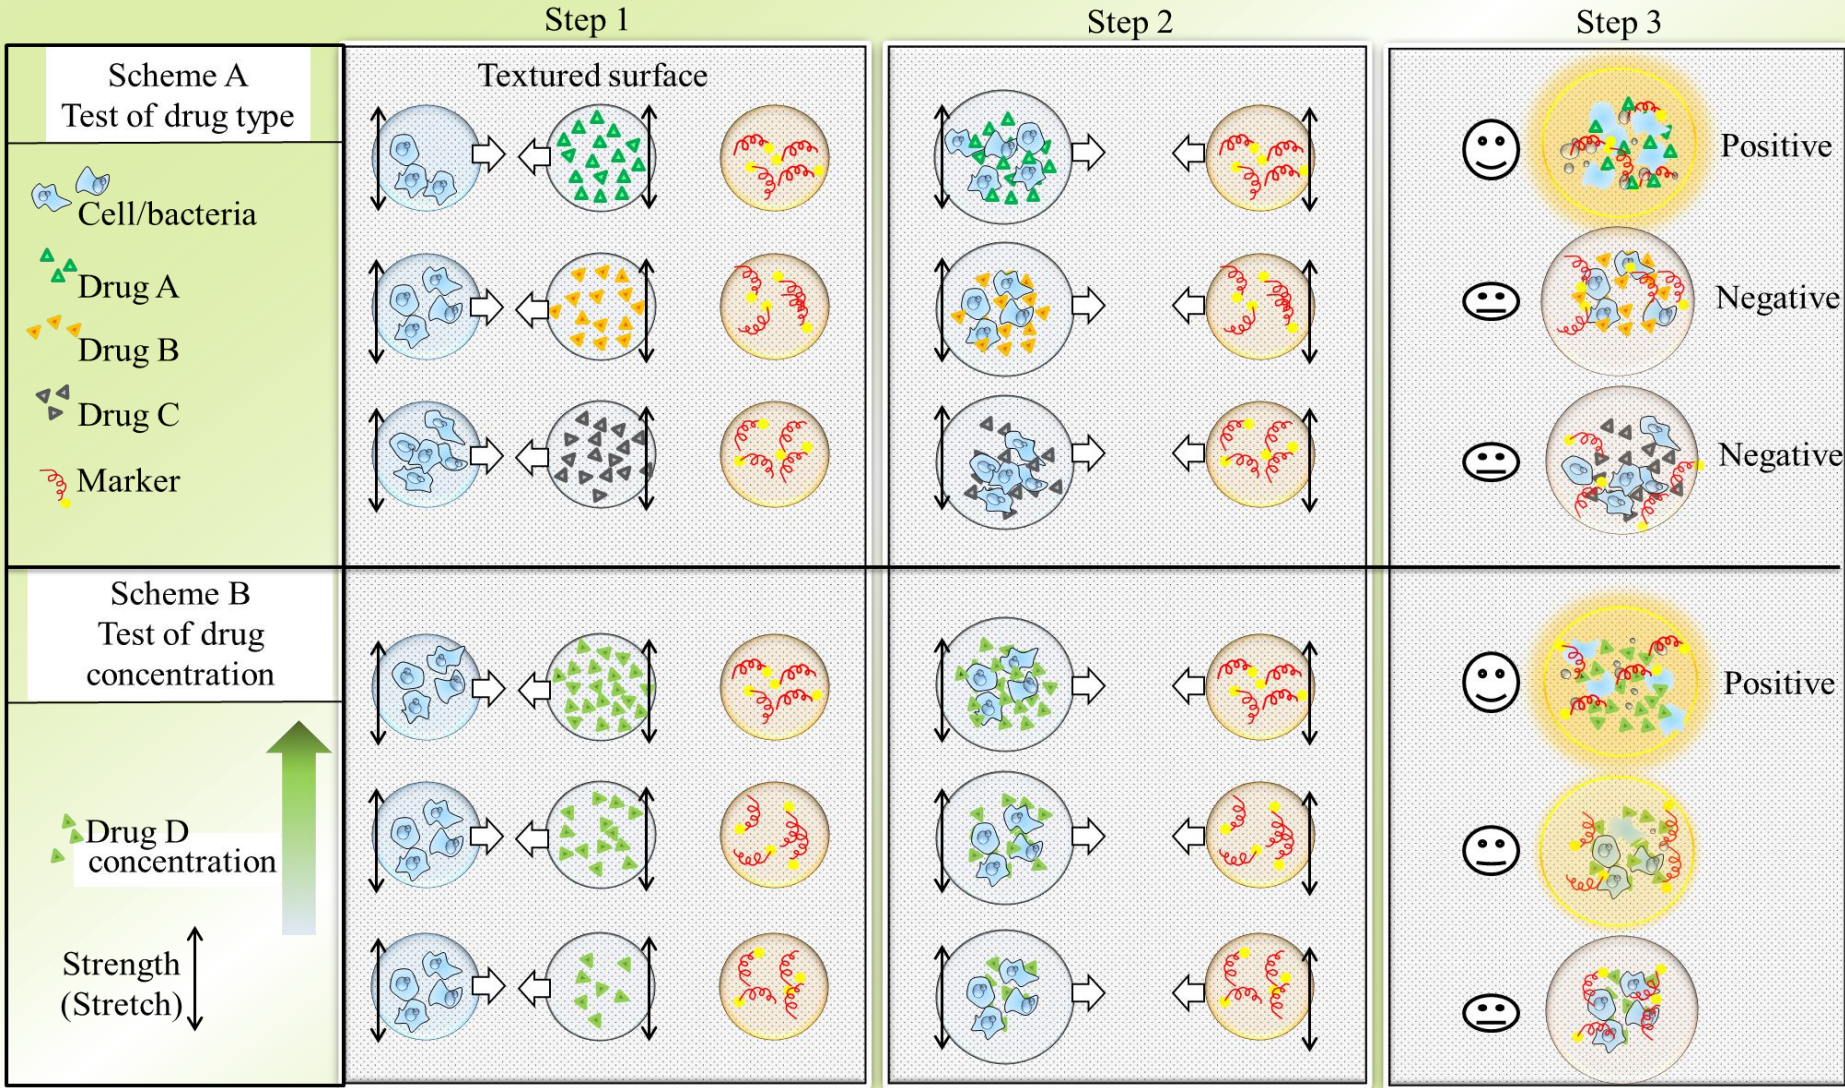 Step 1
Step 2
Step 3
Scheme A
Test of drug type
Textured surface
Cell/bacteria
Drug A
Drug B
Drug C
Marker
Positive
Negative
Negative
Scheme B
Test of drug
concentration
Drug D
concentration
Strength
(Stretch)
Positive